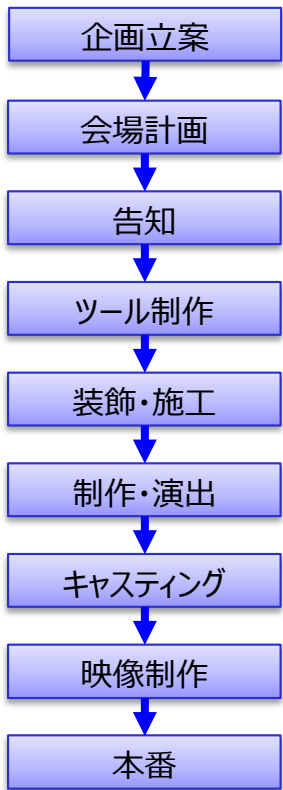 企画立案
会場計画
告知
ツール制作
装飾・施工
制作・演出
キャスティング
映像制作
本番